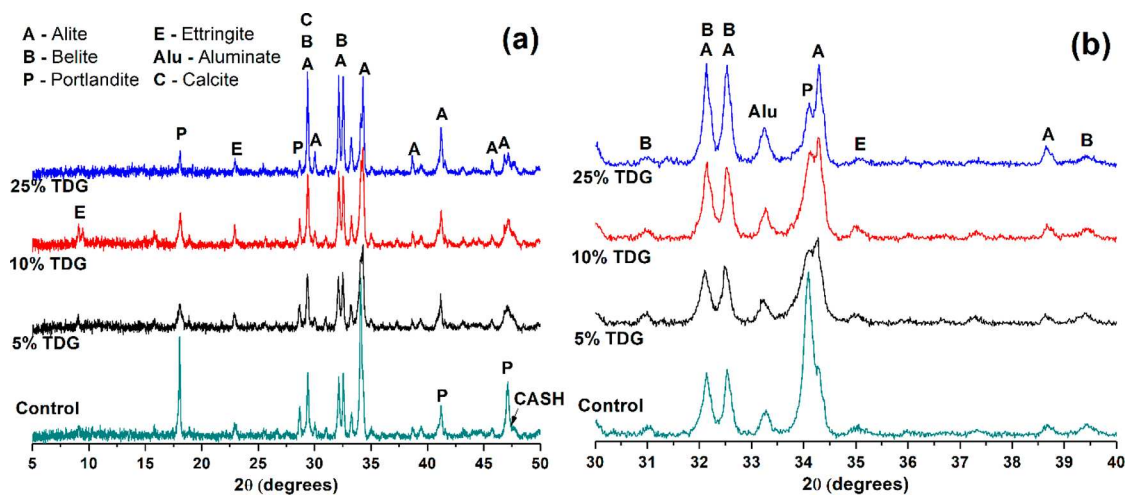 A - Alite E - Ettringite
B - Belite Alu - Aluminate
P - Portlandite C - Calcite
(a)
C
B B
A A A
P E P A A A A A
25% TDG
E
10% TDG
5% TDG
P
P CASH
Control
5 10 15 20 25 30 35 40 45 50
2θ (degrees)
(b)
B B
A A A
P
Alu
B E A B
25% TDG
10% TDG
5% TDG
Control
30 31 32 33 34 35 36 37 38 39 40
2θ (degrees)